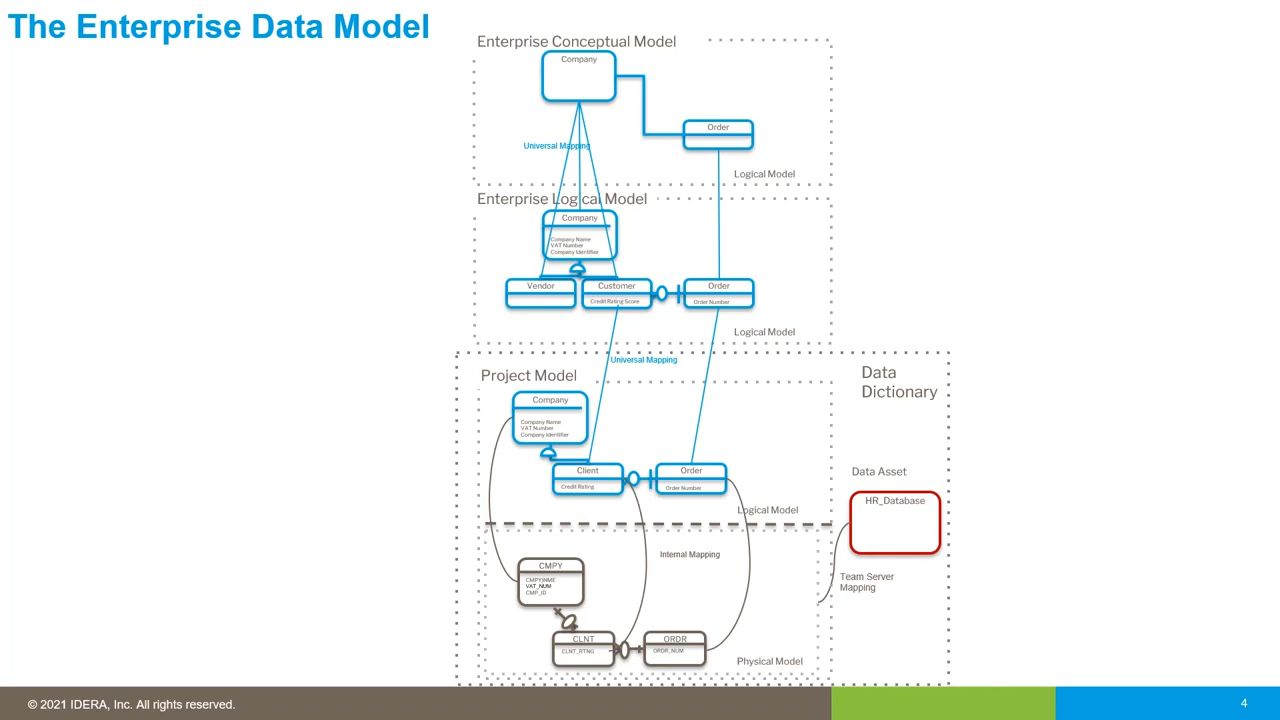 The Enterprise Data Model
Enterprise Conceptual Model
Company
Order
Universal Mapping
Logical Model
Enterprise Logical Model
Company
Company Name
VAT Number
Company Identifier
Vendor
Customer
Order
Credit Rating Score
Order Number
Logical Model
Universal Mapping
Project Model
Data
Dictionary
Company
Company Name
VAT Number
Company Identifier
Client
Order
Credit Rating
Order Number
Data Asset
HR_Database
Logical Model
Internal Mapping
CMPY
CMPYINME
VAT_NUM
CMP_ID
Team Server
Mapping
CLNT
ORDR
CLNT_RTNG
ORDR_NUM
Physical Model
© 2021 IDERA, Inc. All rights reserved.
4